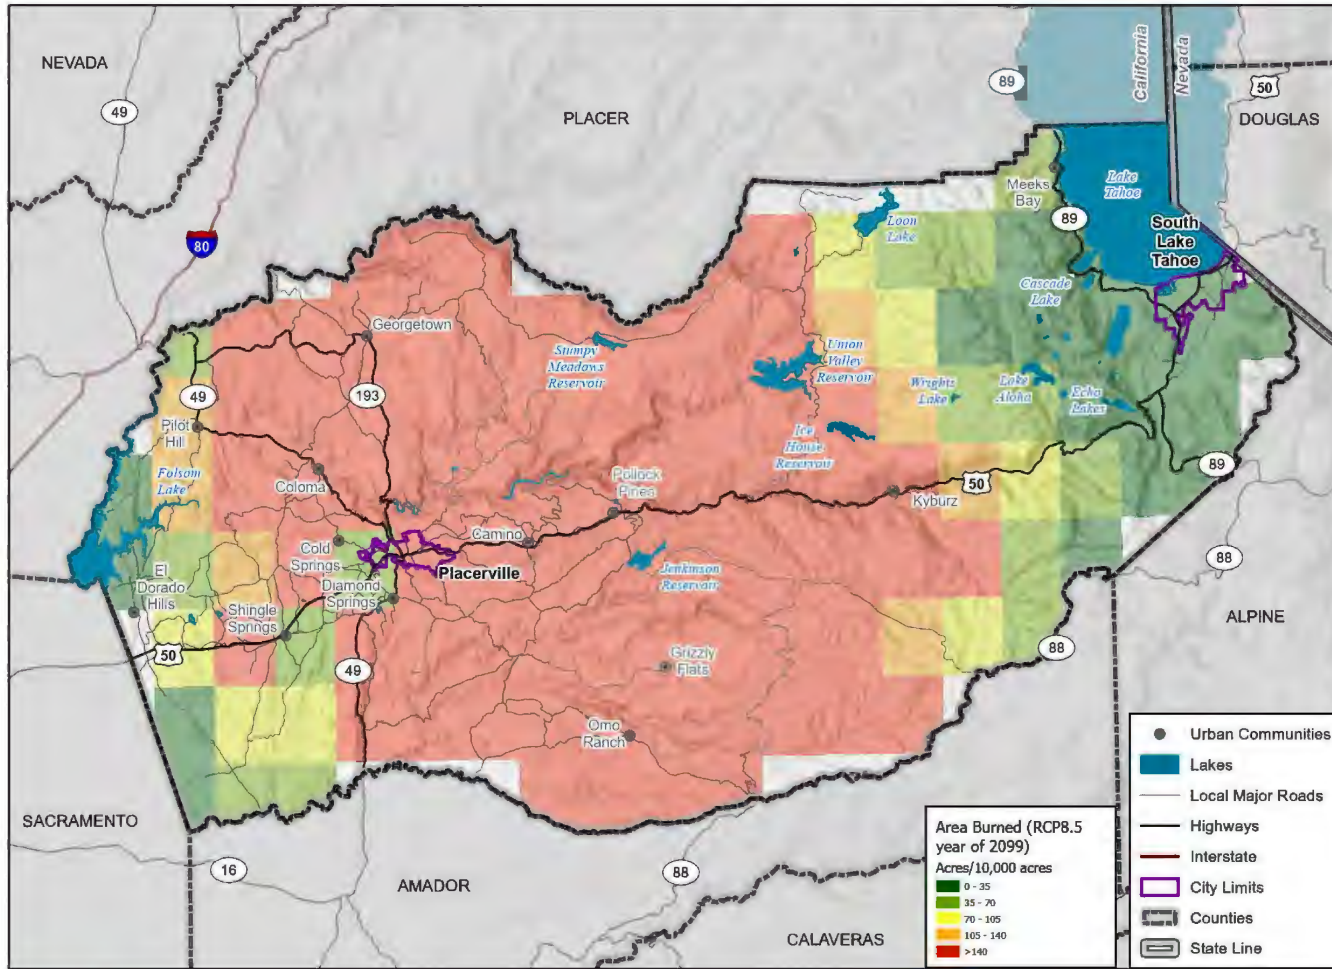 NEVADA
49
PLACER
89
California
Nevada
50
DOUGLAS
80
Meeks
Bay
Lake
Tahoe
89
South
Lake
Tahoe
Loon
Lake
Cascade
Lake
Georgetown
Stumpy
Meadows
Reservoir
Union
Valley
Reservoir
49
193
Wrights
Lake
Lake
Aloha
Echo
Lakes
Pilot
Hill
Ice
House
Reservoir
Folsom
Lake
Coloma
Pollock
Pines
50
Kyburz
89
Cold
Springs
Camino
Placerville
88
El
Dorado
Hills
Diamond
Springs
Jenkinson
Reservoir
Shingle
Springs
ALPINE
50
49
Grizzly
Flats
88
Omo
Ranch
SACRAMENTO
16
AMADOR
88
CALAVERAS
Area Burned (RCP8.5
year of 2099)
Acres/10,000 acres
0 - 35
35 - 70
70 - 105
105 - 140
>140
Urban Communities
Lakes
Local Major Roads
Highways
Interstate
City Limits
Counties
State Line